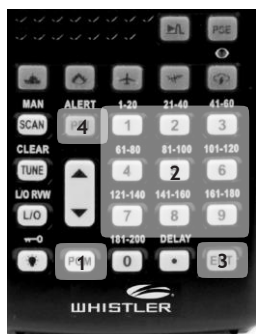 PGE
MAN ALERT 1-20 21-40 41-60
SCAN 4 1 2 3
CLEAR 61-80 81-100 101-120
TUNE 4 2 6
L/O RVW 121-140 141-160 161-180
L/O 7 8 9
181-200 DELAY
1 0 • 3
WHISTLER